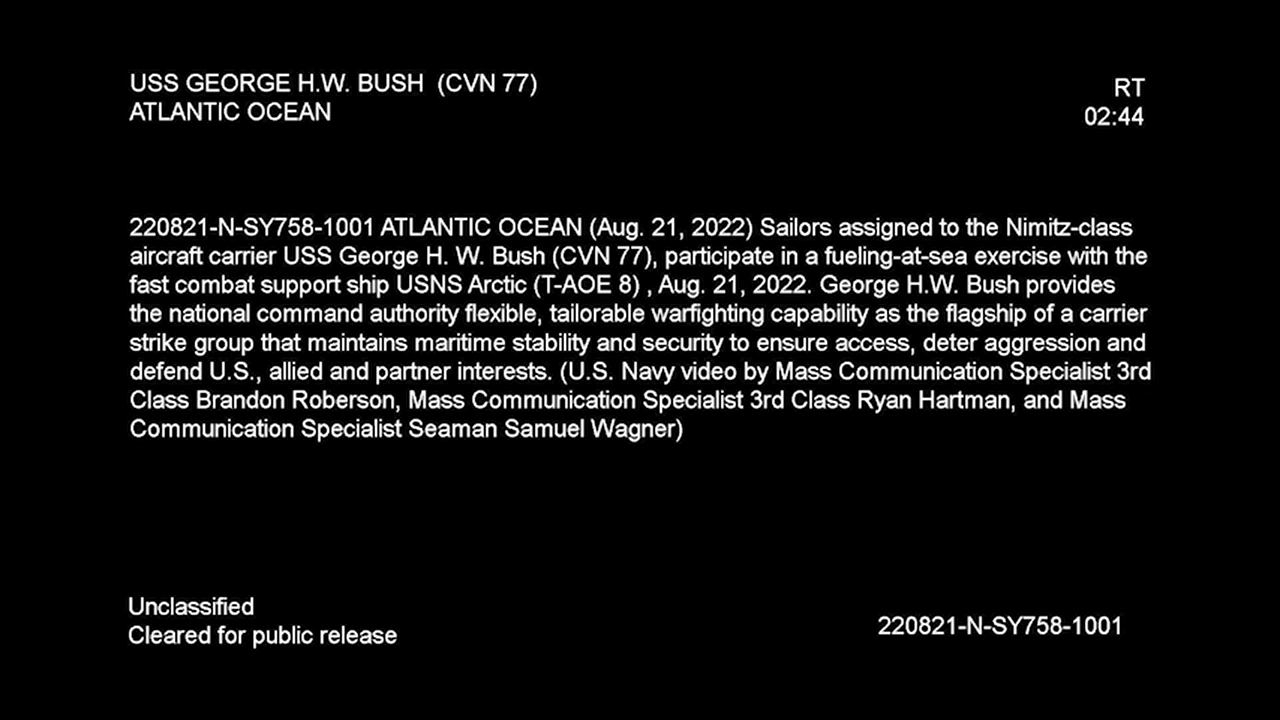 USS GEORGE H.W. BUSH (CVN 77)
ATLANTIC OCEAN
RT
02:44
220821-N-SY758-1001 ATLANTIC OCEAN (Aug. 21, 2022) Sailors assigned to the Nimitz-class
aircraft carrier USS George H. W. Bush (CVN 77), participate in a fueling-at-sea exercise with the
fast combat support ship USNS Arctic (T-AOE 8) , Aug. 21, 2022. George H.W. Bush provides
the national command authority flexible, tailorable warfighting capability as the flagship of a carrier
strike group that maintains maritime stability and security to ensure access, deter aggression and
defend U.S., allied and partner interests. (U.S. Navy video by Mass Communication Specialist 3rd
Class Brandon Roberson, Mass Communication Specialist 3rd Class Ryan Hartman, and Mass
Communication Specialist Seaman Samuel Wagner)
Unclassified
Cleared for public release
220821-N-SY758-1001